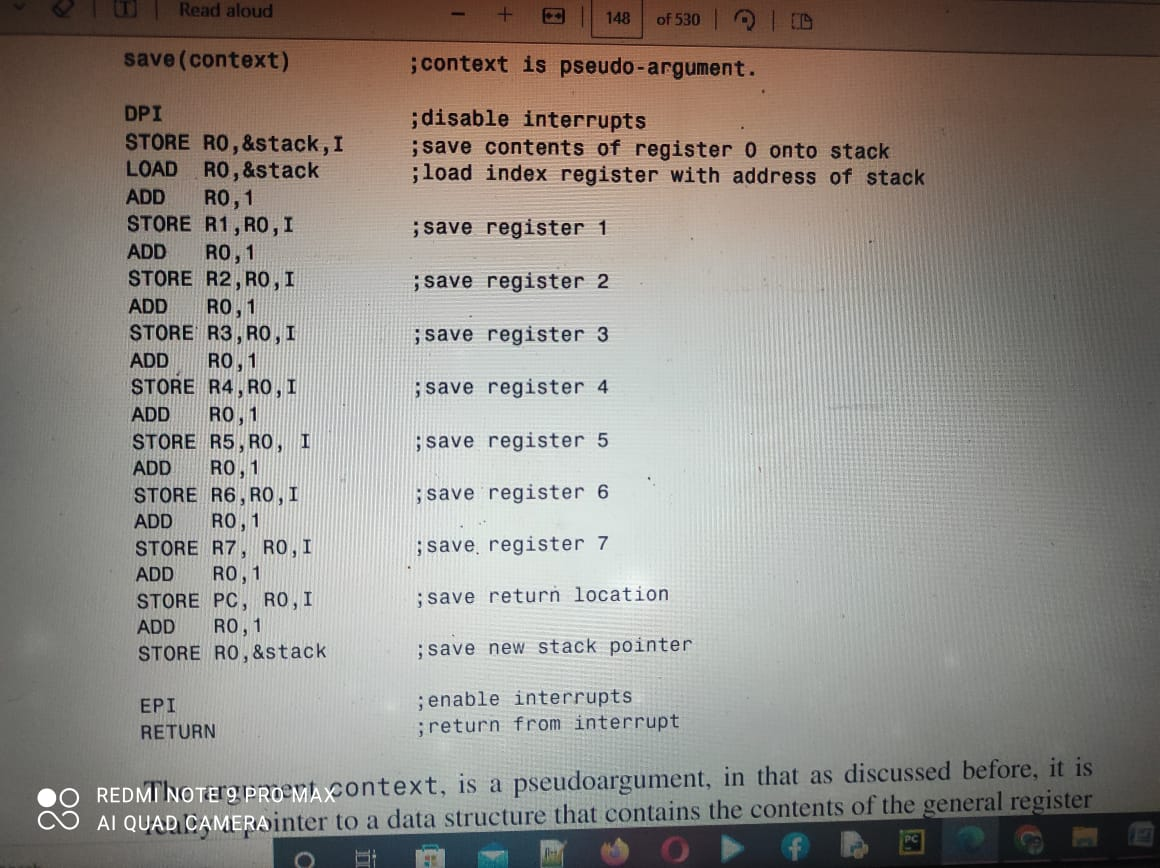 Read aloud
148 of 530
save(context) ;context is pseudo-argument.
DPI ;disable interrupts
STORE R0,&stack,I ;save contents of register 0 onto stack
LOAD R0,&stack ;load index register with address of stack
ADD R0,1
STORE R1,R0,I ;save register 1
ADD R0,1
STORE R2,R0,I ;save register 2
ADD R0,1
STORE R3,R0,I ;save register 3
ADD R0,1
STORE R4,R0,I ;save register 4
ADD R0,1
STORE R5,R0, I ;save register 5
ADD R0,1
STORE R6,R0,I ;save register 6
ADD R0,1
STORE R7, R0,I ;save register 7
ADD R0,1
STORE PC, R0,I ;save return location
ADD R0,1
STORE R0,&stack ;save new stack pointer
EPI ;enable interrupts
RETURN ;return from interrupt
The argument context, is a pseudoargument, in that as discussed before, it is
pointer to a data structure that contains the contents of the general register
REDMI NOTE 9 PRO MAX
AI QUAD CAMERA
PC